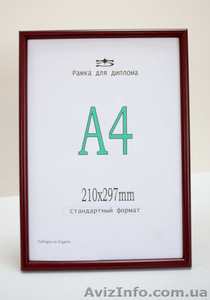 Рамка для диплома
A4
210x297mm
Стандартный формат
AvizInfo.com.ua